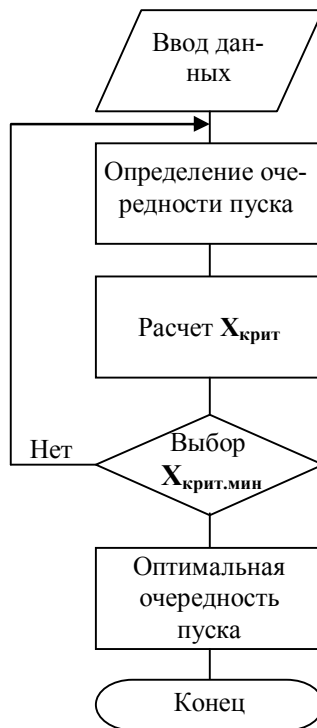 Ввод дан-
ных
Определение оче-
редности пуска
Расчет Xкрит
Нет
Выбор
Xкрит.мин
Оптимальная
очередность
пуска
Конец